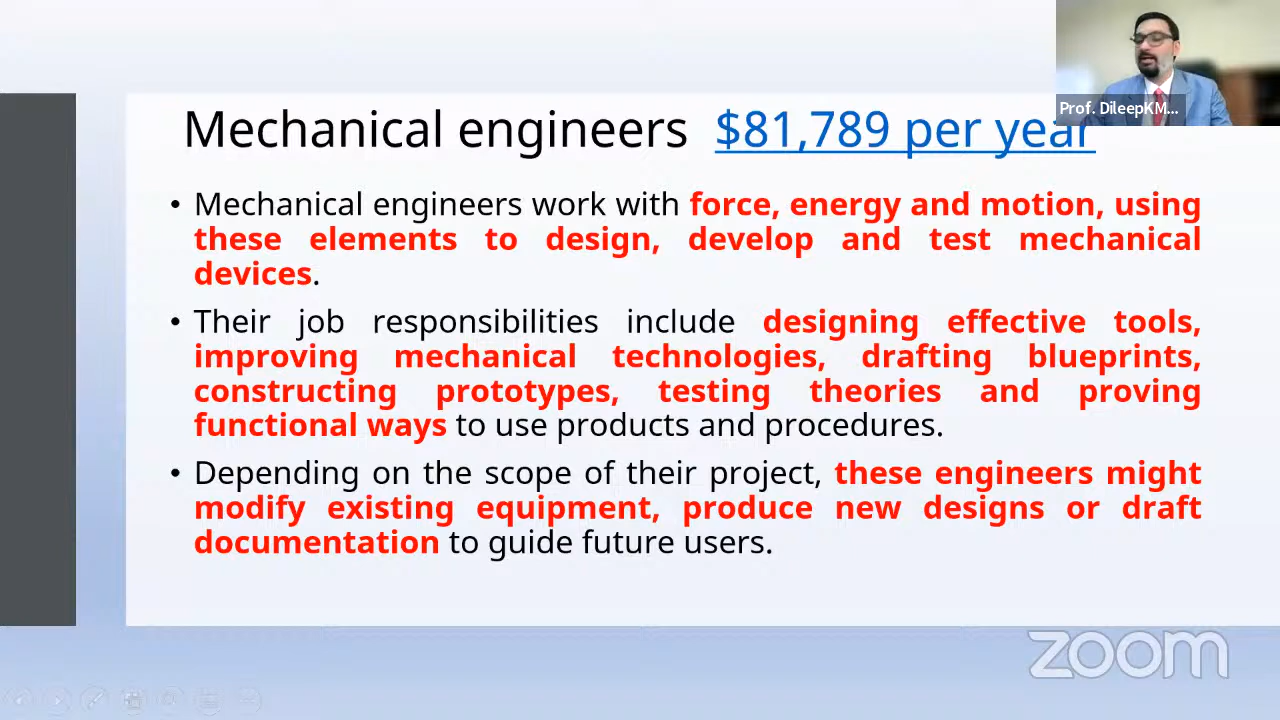 Prof. DileepKM...
Mechanical engineers $81,789 per year
• Mechanical engineers work with force, energy and motion, using
these elements to design, develop and test mechanical
devices.
• Their job responsibilities include designing effective tools,
improving mechanical technologies, drafting blueprints,
constructing prototypes, testing theories and proving
functional ways to use products and procedures.
• Depending on the scope of their project, these engineers might
modify existing equipment, produce new designs or draft
documentation to guide future users.
zoom